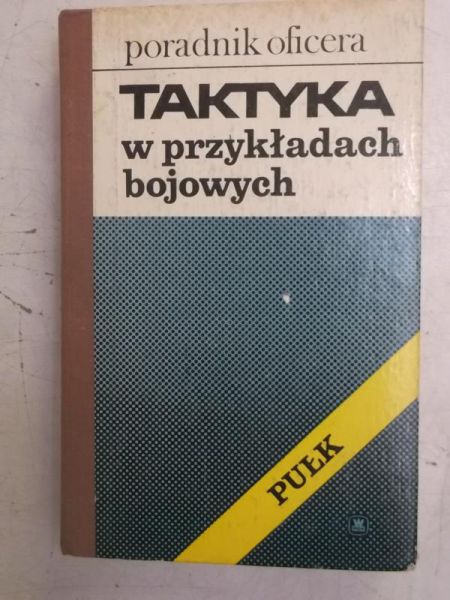 poradnik oficera
TAKTYKA
w przykładach
bojowych
PUŁK